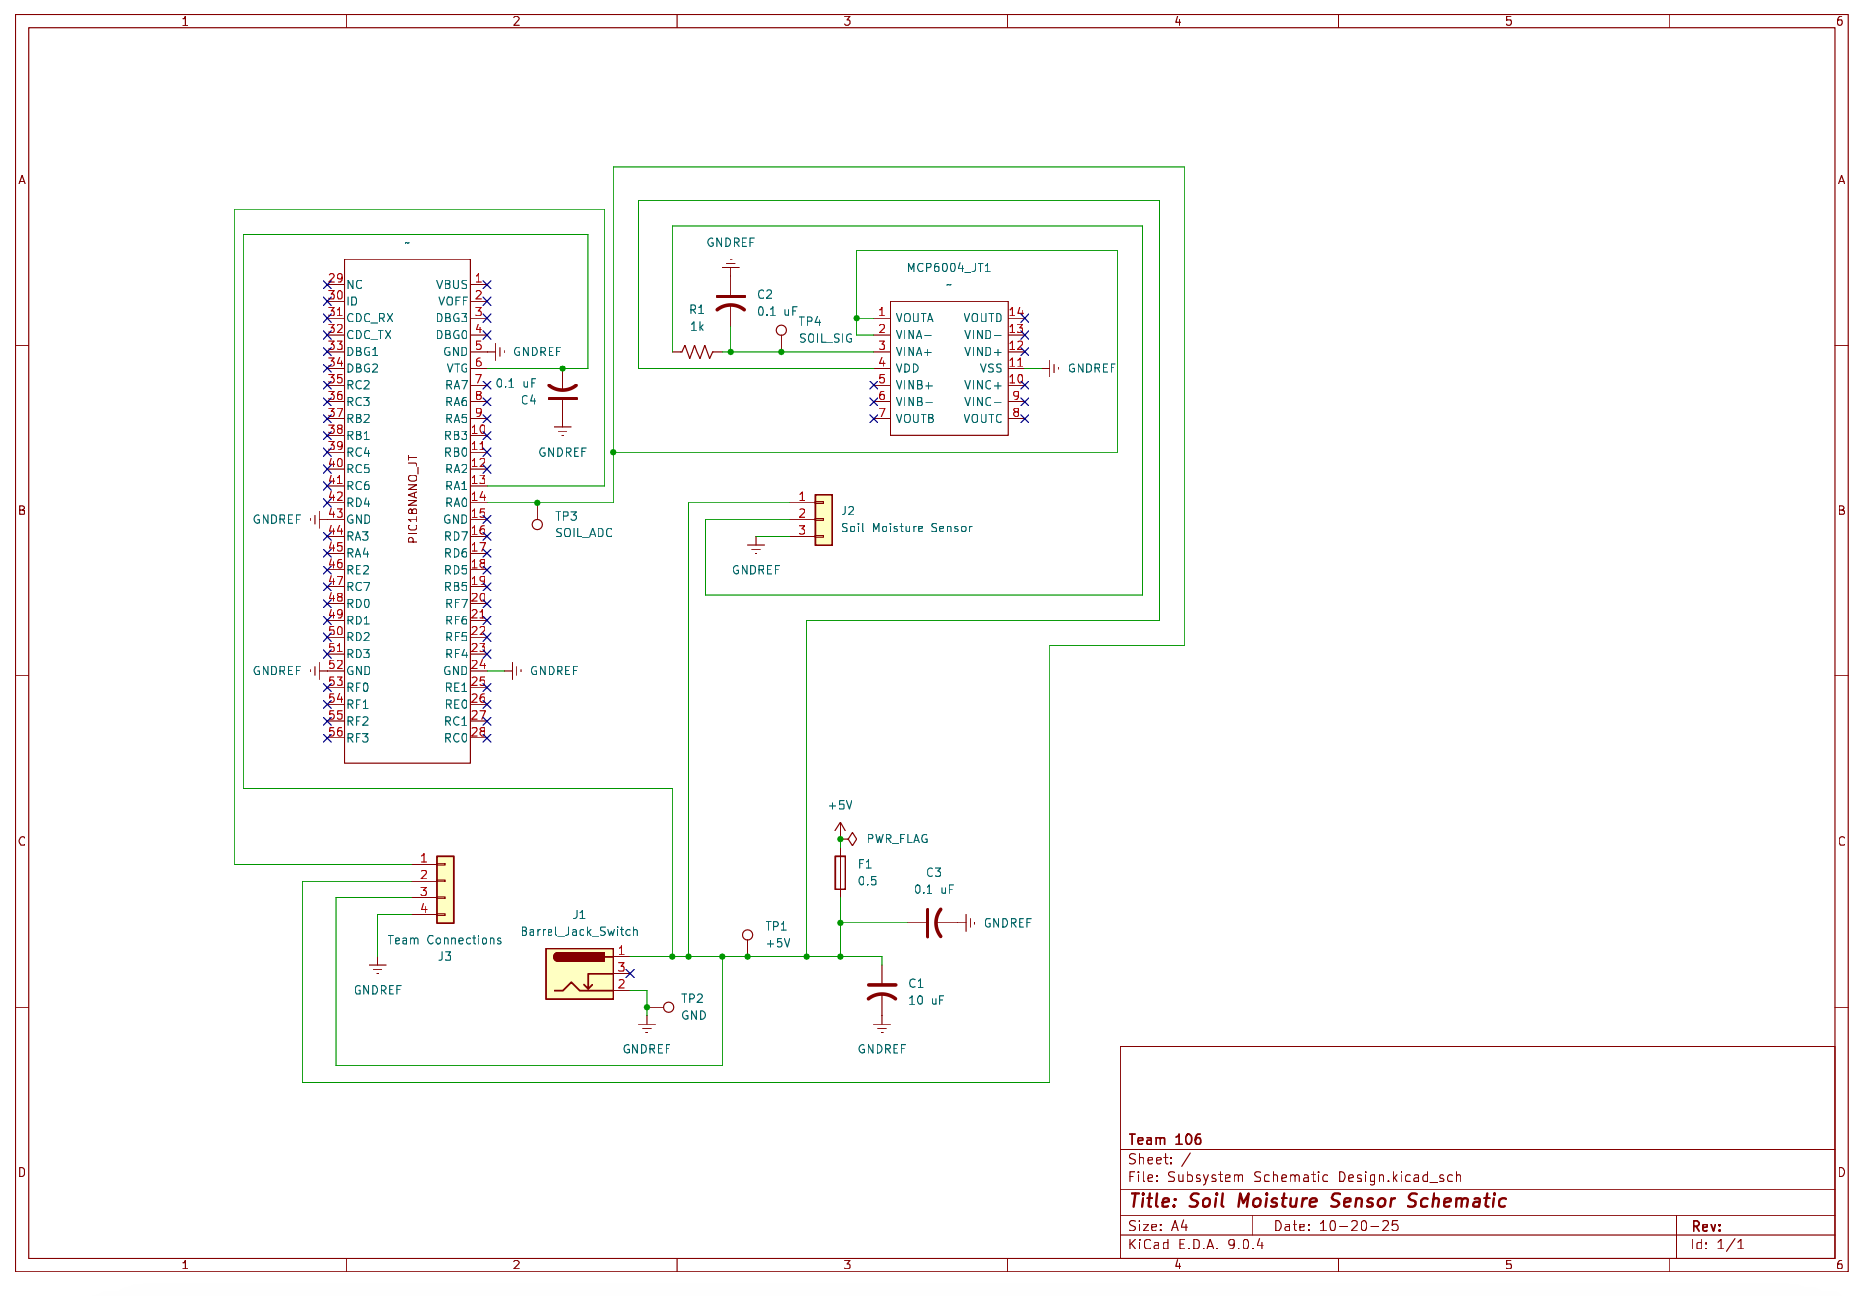 1 2 3 4 5 6
A A
GNDREF
MCP6004_JT1
~
~
C2
0.1 uF
R1
1k
TP4
SOIL_SIG
1 VOUTA VOUTD 14
2 VINA- VIND- 13
3 VINA+ VIND+ 12
4 VDD VSS 11 GNDREF
5 VINB+ VINC+ 10
6 VINB- VINC- 9
7 VOUTB VOUTC 8
29 NC VBUS 1
30 ID VOFF 2
31 CDC_RX DBG3 3
32 CDC_TX DBG0 4
33 DBG1 GND 5 GNDREF
34 DBG2 VTG 6
35 RC2 RA7 7
36 RC3 RA6 8
37 RB2 RA5 9
38 RB1 RB3 10
39 RC4 RB0 11
40 RC5 RA2 12
41 RC6 RA1 13
42 RD4 RA0 14
GNDREF 43 GND GND 15
44 RA3 RD7 16
45 RA4 RD6 17
46 RE2 RD5 18
47 RC7 RB5 19
48 RD0 RF7 20
49 RD1 RF6 21
50 RD2 RF5 22
51 RD3 RF4 23
GNDREF 52 GND GND 24 GNDREF
53 RF0 RE1 25
54 RF1 RE0 26
55 RF2 RC1 27
56 RF3 RC0 28
PIC18NANO_JT
0.1 uF
C4
GNDREF
B B
TP3
SOIL_ADC
1
2
3
J2
Soil Moisture Sensor
GNDREF
+5V
PWR_FLAG
C C
F1
0.5
C3
0.1 uF
GNDREF
1
2
3
4
Team Connections
J3
GNDREF
J1
Barrel_Jack_Switch
1
3
2
TP1
+5V
TP2
GND
GNDREF
C1
10 uF
GNDREF
D D
Team 106
Sheet: /
File: Subsystem Schematic Design.kicad_sch
Title: Soil Moisture Sensor Schematic
Size: A4 Date: 10-20-25 Rev:
KiCad E.D.A. 9.0.4 Id: 1/1
1 2 3 4 5 6